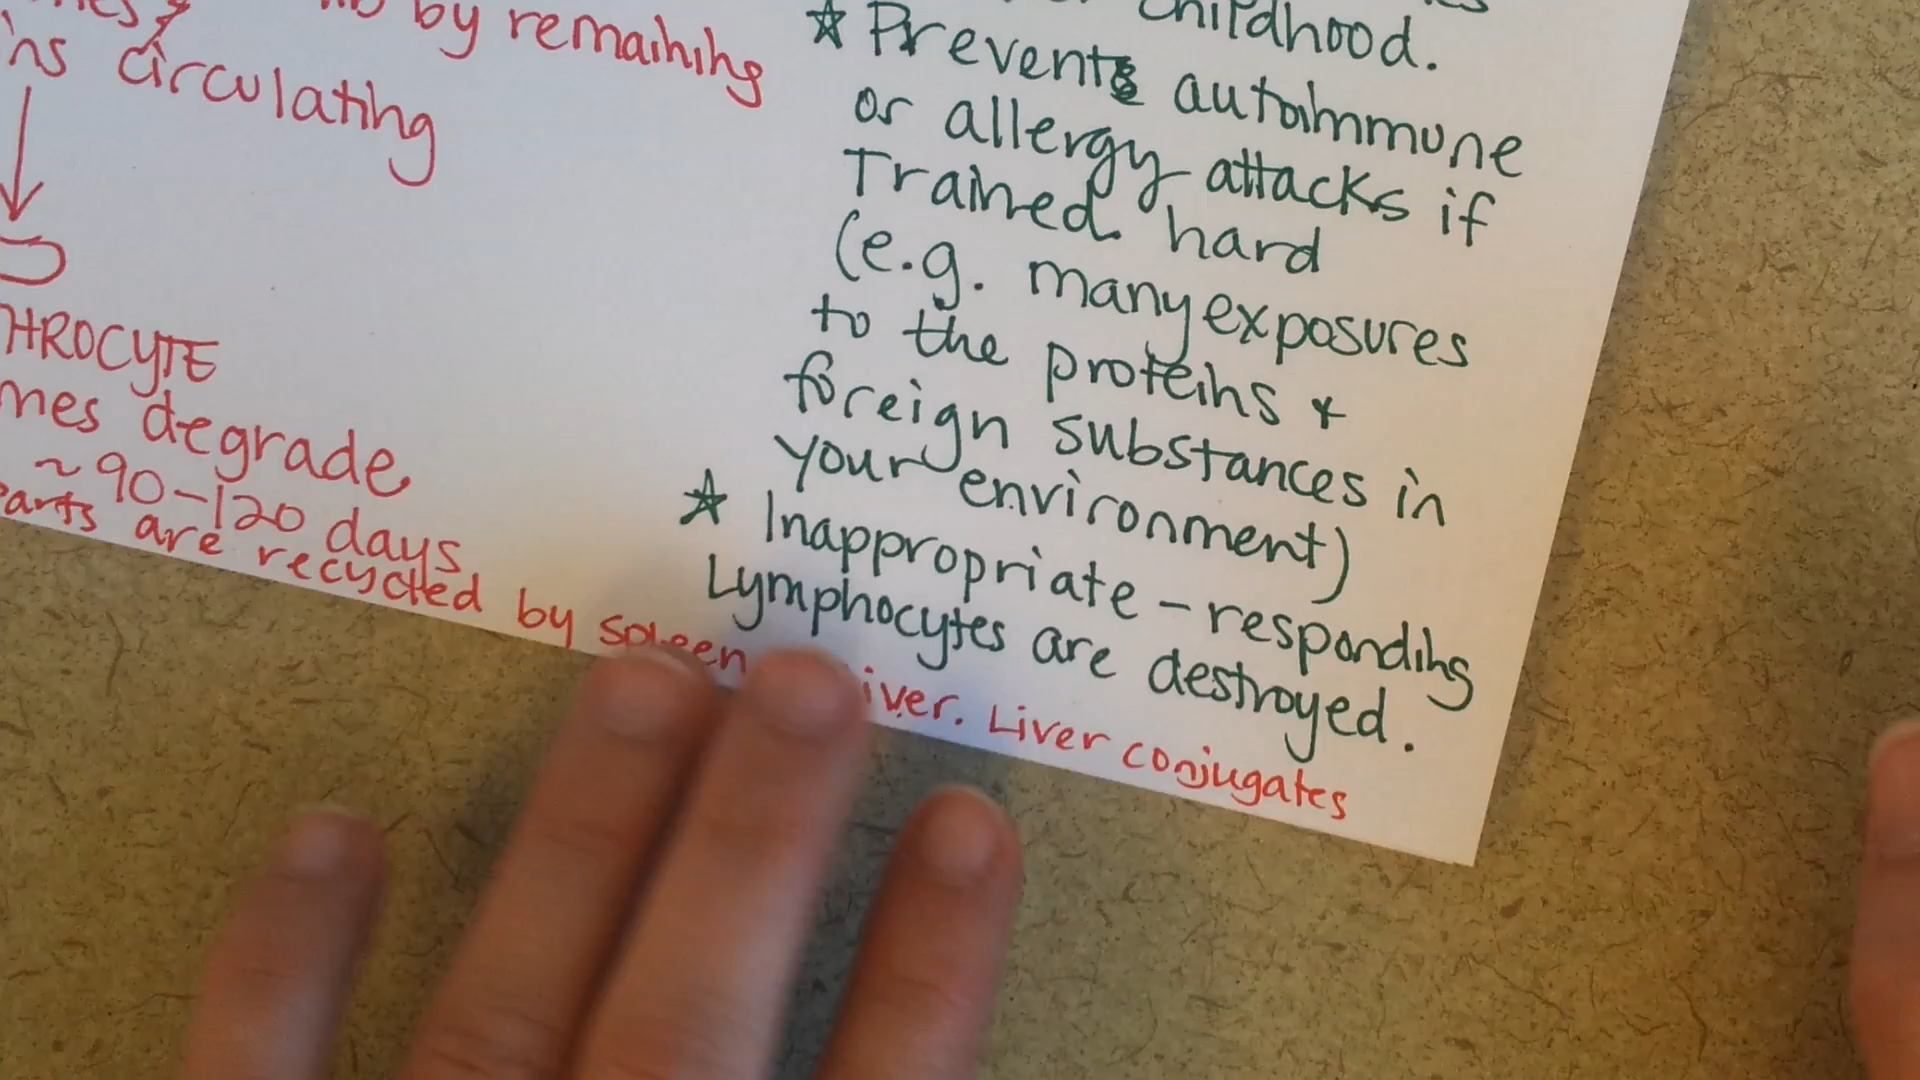 by remaining
circulating
HROCYTE
mes degrade
~90-120 days
Parts are recycled by spleen iver. Liver conjugates
childhood.
☆ Prevents autoimmune
or allergy attacks if
Trained hard
(e.g. many exposures
to the proteins &
foreign substances in
your environment)
☆ Inappropriate - responding
Lymphocytes are destroyed.